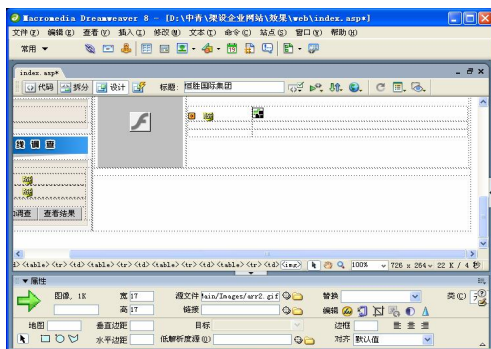 Macromedia Dreamweaver 8 - [D:\中青\架设企业网站\效果\web\index.asp*]
文件(F) 编辑(E) 查看(V) 插入(I) 修改(M) 文本(T) 命令(C) 站点(S) 窗口(W) 帮助(H)
常用
index.asp*
代码 拆分 设计 标题: 恒胜国际集团
线 调 查
调查 查看结果
<table> <tr> <td> <table> <tr> <td> <table> <tr> <td> <table> <tr> <td> <img> 100% 726 x 264 22 K / 4 秒
属性
图像, 1K 宽 17 源文件 main/Images/arr2.gif 替换 类(C)
高 17 链接 编辑
地图 垂直边距 目标 边框
水平边距 低解析度源(O) 对齐 默认值